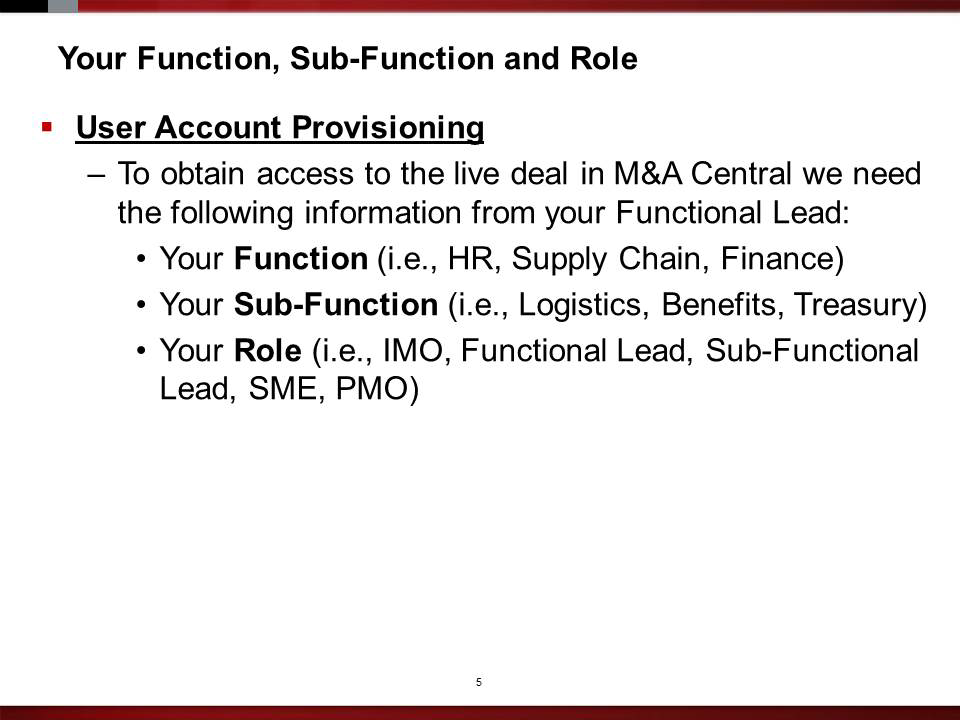 Your Function, Sub-Function and Role
▪ User Account Provisioning
– To obtain access to the live deal in M&A Central we need
the following information from your Functional Lead:
• Your Function (i.e., HR, Supply Chain, Finance)
• Your Sub-Function (i.e., Logistics, Benefits, Treasury)
• Your Role (i.e., IMO, Functional Lead, Sub-Functional
Lead, SME, PMO)
5